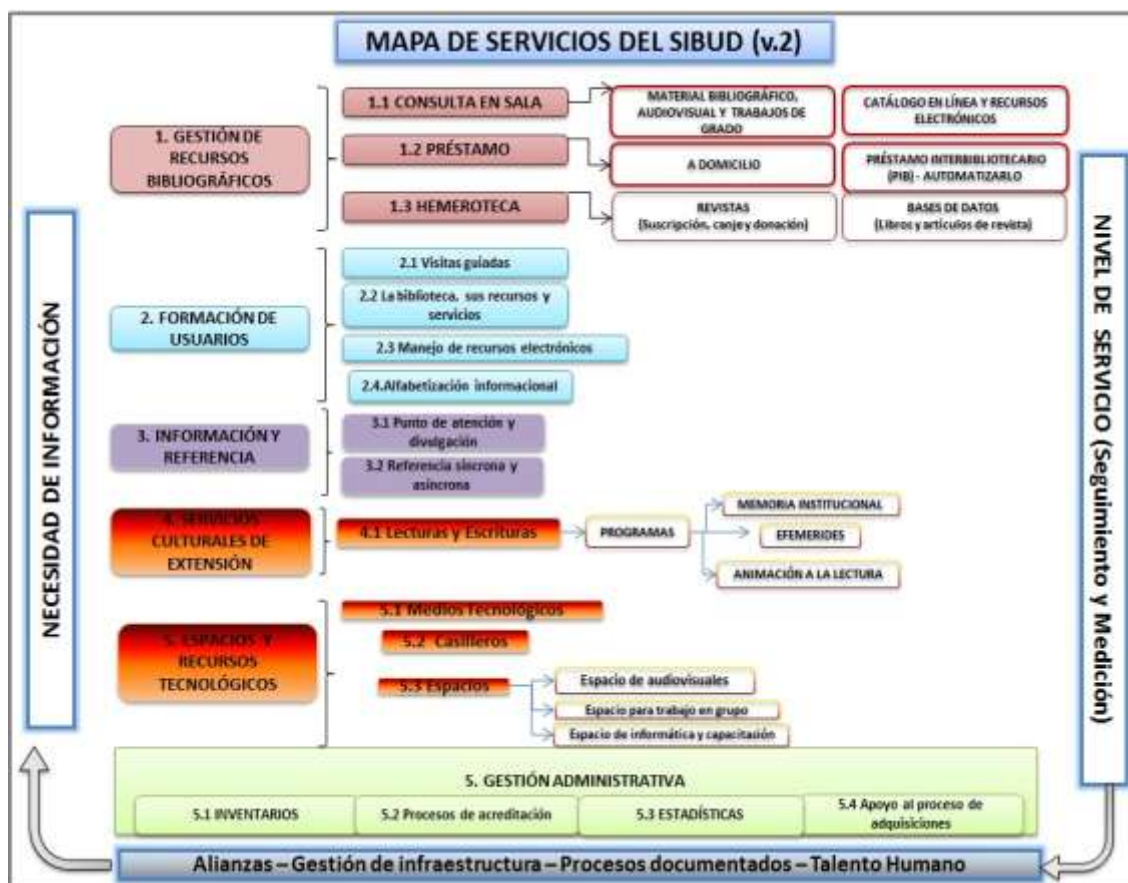 MAPA DE SERVICIOS DEL SIBUD (v.2)
NECESIDAD DE INFORMACIÓN
1. GESTIÓN DE
RECURSOS
BIBLIOGRÁFICOS
1.1 CONSULTA EN SALA
MATERIAL BIBLIOGRÁFICO,
AUDIOVISUAL Y TRABAJOS DE
GRADO
CATÁLOGO EN LÍNEA Y RECURSOS
ELECTRÓNICOS
1.2 PRÉSTAMO
A DOMICILIO
PRÉSTAMO INTERBIBLIOTECARIO
(PIB) - AUTOMATIZARLO
1.3 HEMEROTECA
REVISTAS
(Suscripción, canje y donación)
BASES DE DATOS
(Libros y artículos de revista)
2. FORMACIÓN DE
USUARIOS
2.1 Visitas guiadas
2.2 La biblioteca, sus recursos y
servicios
2.3 Manejo de recursos electrónicos
2.4.Alfabetización informacional
3. INFORMACIÓN Y
REFERENCIA
3.1 Punto de atención y
divulgación
3.2 Referencia síncrona y
asíncrona
4. SERVICIOS
CULTURALES DE
EXTENSIÓN
4.1 Lecturas y Escrituras
PROGRAMAS
MEMORIA INSTITUCIONAL
EFEMERIDES
ANIMACIÓN A LA LECTURA
5. ESPACIOS Y
RECURSOS
TECNOLÓGICOS
5.1 Medios Tecnológicos
5.2 Casilleros
5.3 Espacios
Espacio de audiovisuales
Espacio para trabajo en grupo
Espacio de informática y capacitación
NIVEL DE SERVICIO (Seguimiento y Medición)
5. GESTIÓN ADMINISTRATIVA
5.1 INVENTARIOS
5.2 Procesos de acreditación
5.3 ESTADÍSTICAS
5.4 Apoyo al proceso de
adquisiciones
Alianzas – Gestión de infraestructura – Procesos documentados – Talento Humano